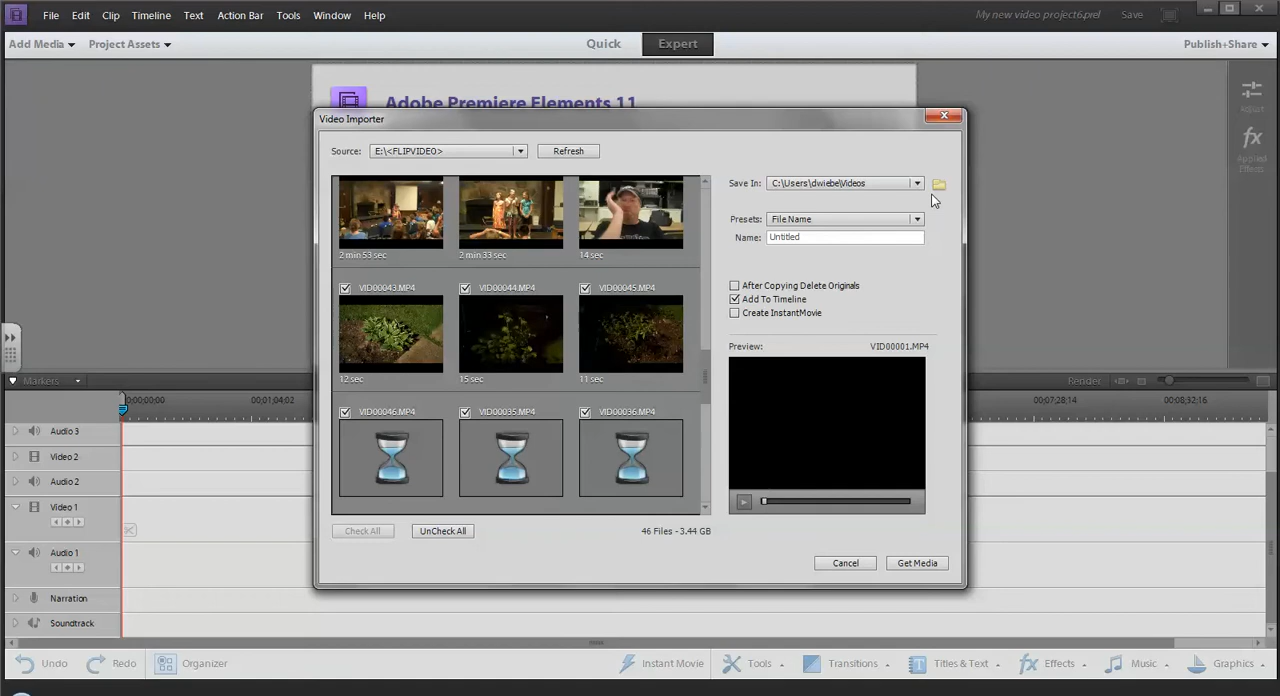 File Edit Clip Timeline Text Action Bar Tools Window Help
My new video project6.prel Save
Add Media Project Assets
Quick Expert
Publish+Share
Adobe Premiere Elements 11
Adjust
fx
Applied
Effects
Video Importer
Source: E:\<FLIPVIDEO> Refresh
2 min 53 sec 2 min 33 sec 14 sec
VID00043.MP4 VID00044.MP4 VID00045.MP4
12 sec 15 sec 11 sec
VID00046.MP4 VID00035.MP4 VID00036.MP4
Check All UnCheck All 46 Files - 3.44 GB
Save In: C:\Users\dwiebe\Videos
Presets: File Name
Name: Untitled
After Copying Delete Originals
Add To Timeline
Create InstantMovie
Preview: VID00001.MP4
Cancel Get Media
Markers
Render
;00;00;00 00;01;04;02 00;07;28;14 00;08;32;16
Audio 3
Video 2
Audio 2
Video 1
Audio 1
Narration
Soundtrack
Undo Redo Organizer Instant Movie Tools Transitions T Titles & Text fx Effects Music Graphics